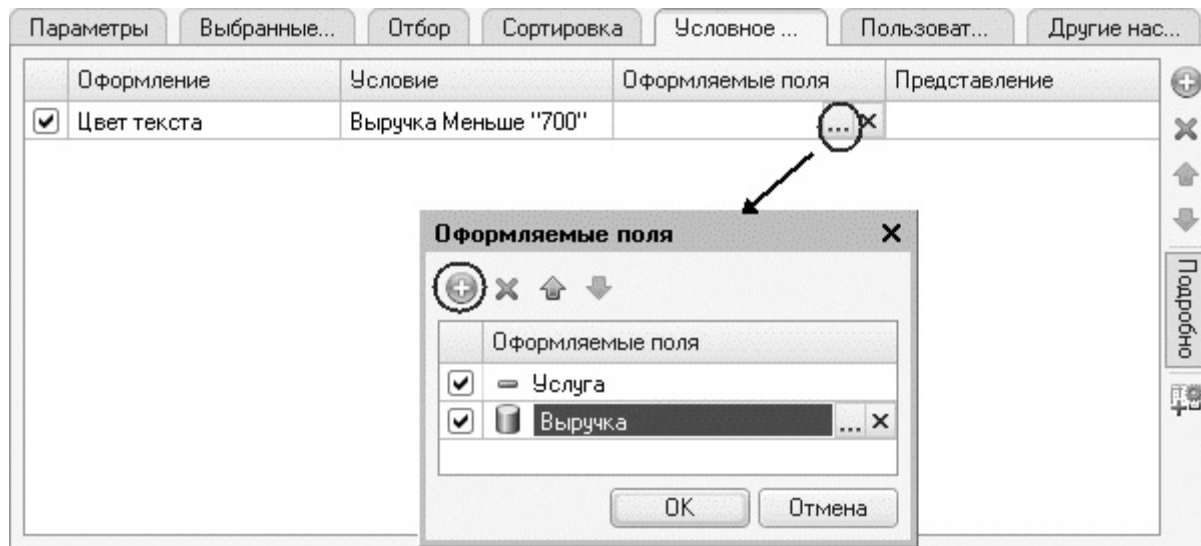 Параметры Выбранные... Отбор Сортировка Условное ... Пользоват... Другие нас...
Оформление Условие Оформляемые поля Представление
Цвет текста Выручка Меньше "700" ... ×
Оформляемые поля ×
Оформляемые поля
Услуга
Выручка ... ×
ОК Отмена
Подробно